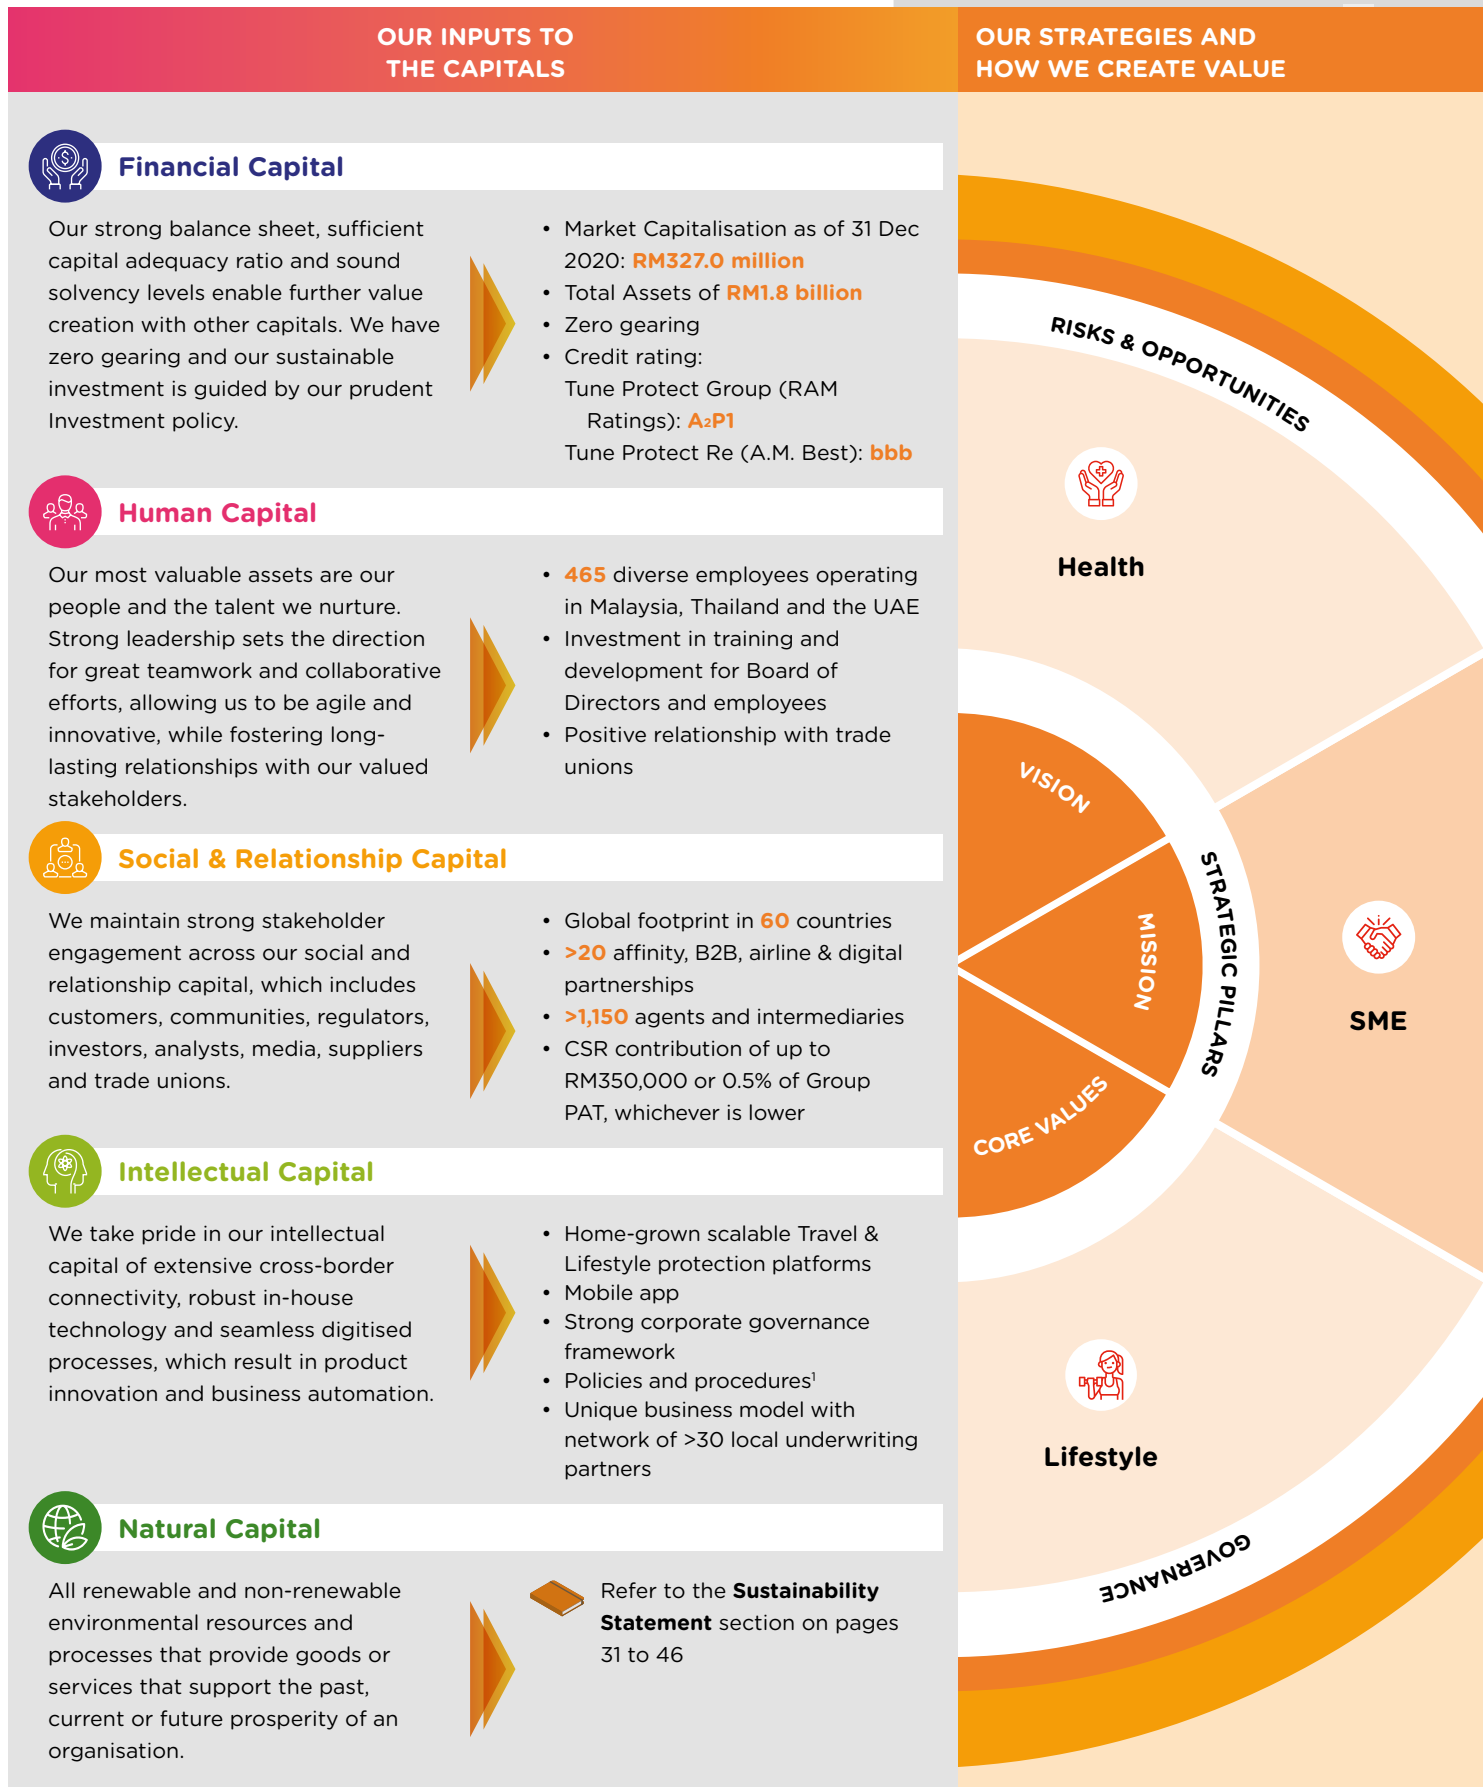 OUR INPUTS TO
THE CAPITALS
Financial Capital
Our strong balance sheet, sufficient
capital adequacy ratio and sound
solvency levels enable further value
creation with other capitals. We have
zero gearing and our sustainable
investment is guided by our prudent
Investment policy.
• Market Capitalisation as of 31 Dec
2020: RM327.0 million
• Total Assets of RM1.8 billion
• Zero gearing
• Credit rating:
Tune Protect Group (RAM
Ratings): A2P1
Tune Protect Re (A.M. Best): bbb
Human Capital
Our most valuable assets are our
people and the talent we nurture.
Strong leadership sets the direction
for great teamwork and collaborative
efforts, allowing us to be agile and
innovative, while fostering long-
lasting relationships with our valued
stakeholders.
• 465 diverse employees operating
in Malaysia, Thailand and the UAE
• Investment in training and
development for Board of
Directors and employees
• Positive relationship with trade
unions
Social & Relationship Capital
We maintain strong stakeholder
engagement across our social and
relationship capital, which includes
customers, communities, regulators,
investors, analysts, media, suppliers
and trade unions.
• Global footprint in 60 countries
• >20 affinity, B2B, airline & digital
partnerships
• >1,150 agents and intermediaries
• CSR contribution of up to
RM350,000 or 0.5% of Group
PAT, whichever is lower
Intellectual Capital
We take pride in our intellectual
capital of extensive cross-border
connectivity, robust in-house
technology and seamless digitised
processes, which result in product
innovation and business automation.
• Home-grown scalable Travel &
Lifestyle protection platforms
• Mobile app
• Strong corporate governance
framework
• Policies and procedures¹
• Unique business model with
network of >30 local underwriting
partners
Natural Capital
All renewable and non-renewable
environmental resources and
processes that provide goods or
services that support the past,
current or future prosperity of an
organisation.
Refer to the Sustainability
Statement section on pages
31 to 46
OUR STRATEGIES AND
HOW WE CREATE VALUE
RISKS & OPPORTUNITIES
Health
VISION
MISSION
CORE VALUES
STRATEGIC PILLARS
SME
Lifestyle
GOVERNANCE